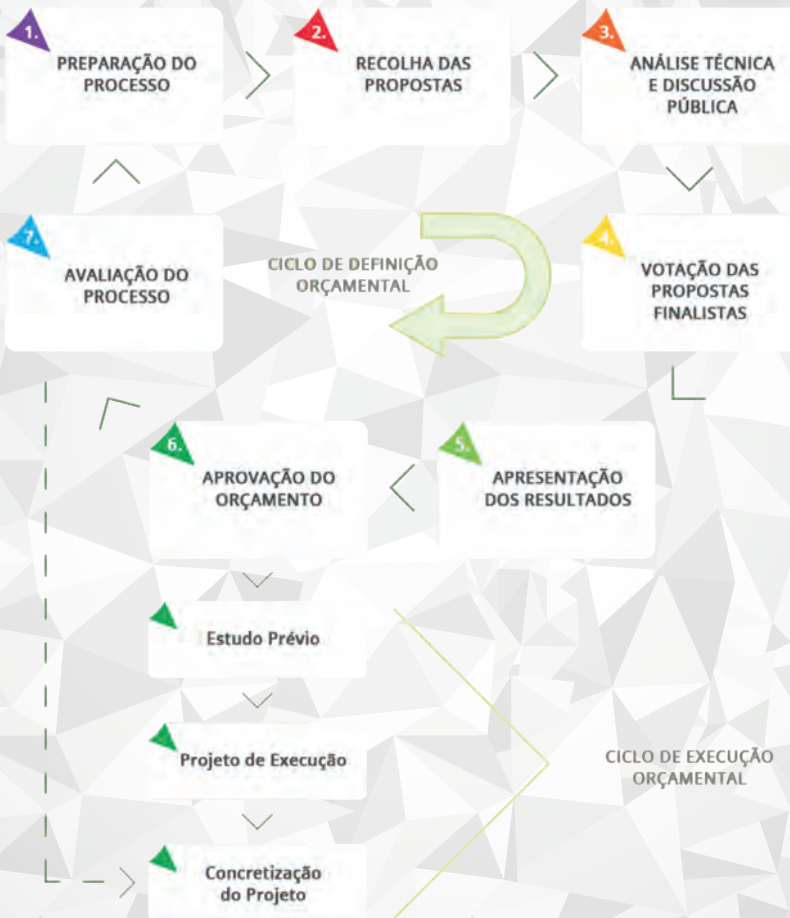 1.
PREPARAÇÃO DO
PROCESSO
2.
RECOLHA DAS
PROPOSTAS
3.
ANÁLISE TÉCNICA
E DISCUSSÃO
PÚBLICA
4.
VOTAÇÃO DAS
PROPOSTAS
FINALISTAS
CICLO DE DEFINIÇÃO
ORÇAMENTAL
7.
AVALIAÇÃO DO
PROCESSO
5.
APRESENTAÇÃO
DOS RESULTADOS
6.
APROVAÇÃO DO
ORÇAMENTO
Estudo Prévio
Projeto de Execução
Concretização
do Projeto
CICLO DE EXECUÇÃO
ORÇAMENTAL